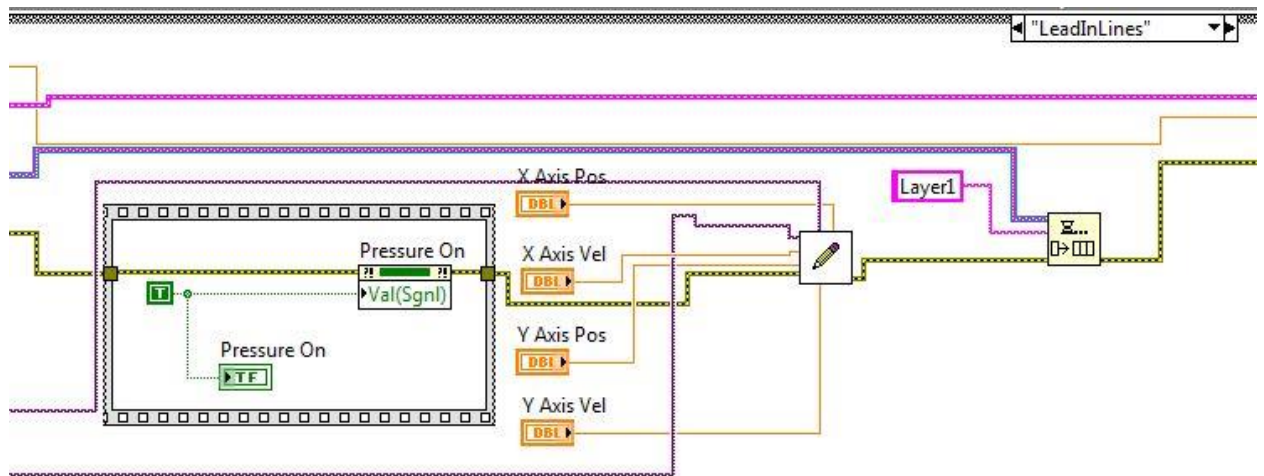 "LeadInLines"
X Axis Pos
DBL
Layer1
Pressure On
?! ?!
X Axis Vel
DBL
T
Val(Sgnl)
Y Axis Pos
DBL
Pressure On
TF
Y Axis Vel
DBL